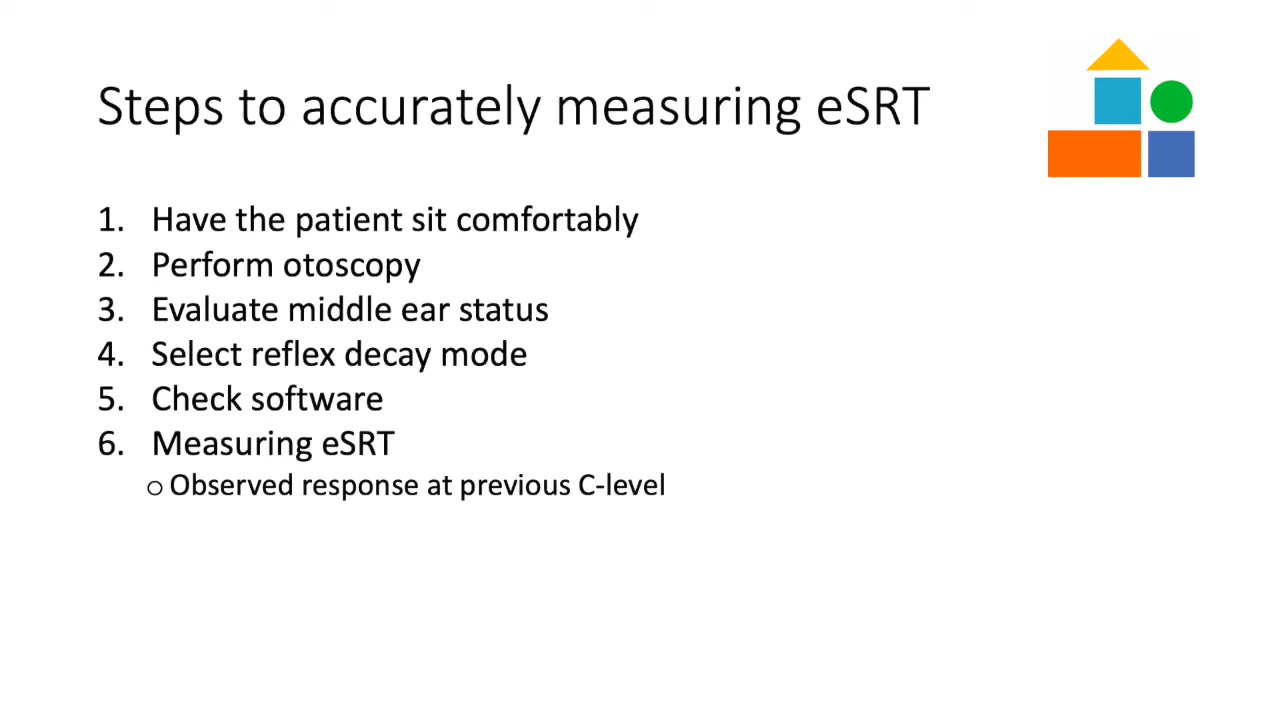 Steps to accurately measuring eSRT
1. Have the patient sit comfortably
2. Perform otoscopy
3. Evaluate middle ear status
4. Select reflex decay mode
5. Check software
6. Measuring eSRT
o Observed response at previous C-level